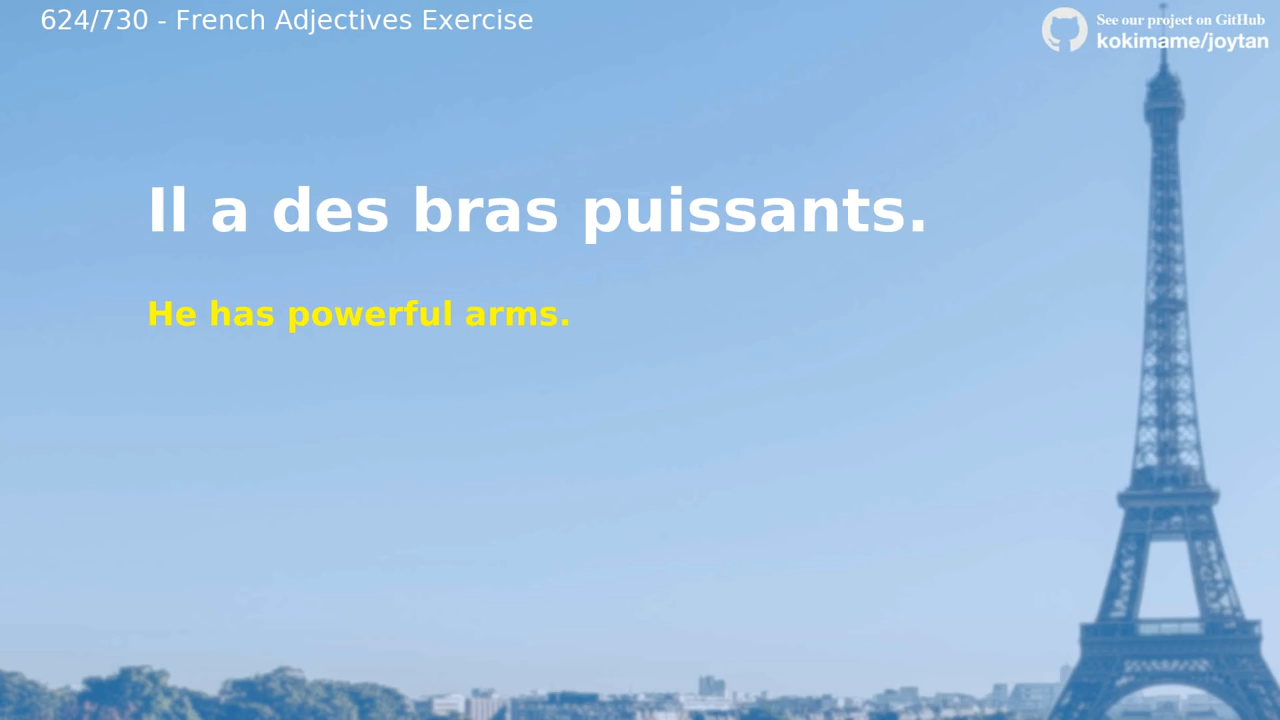 624/730 - French Adjectives Exercise
See our project on GitHub
kokimame/joytan
Il a des bras puissants.
He has powerful arms.